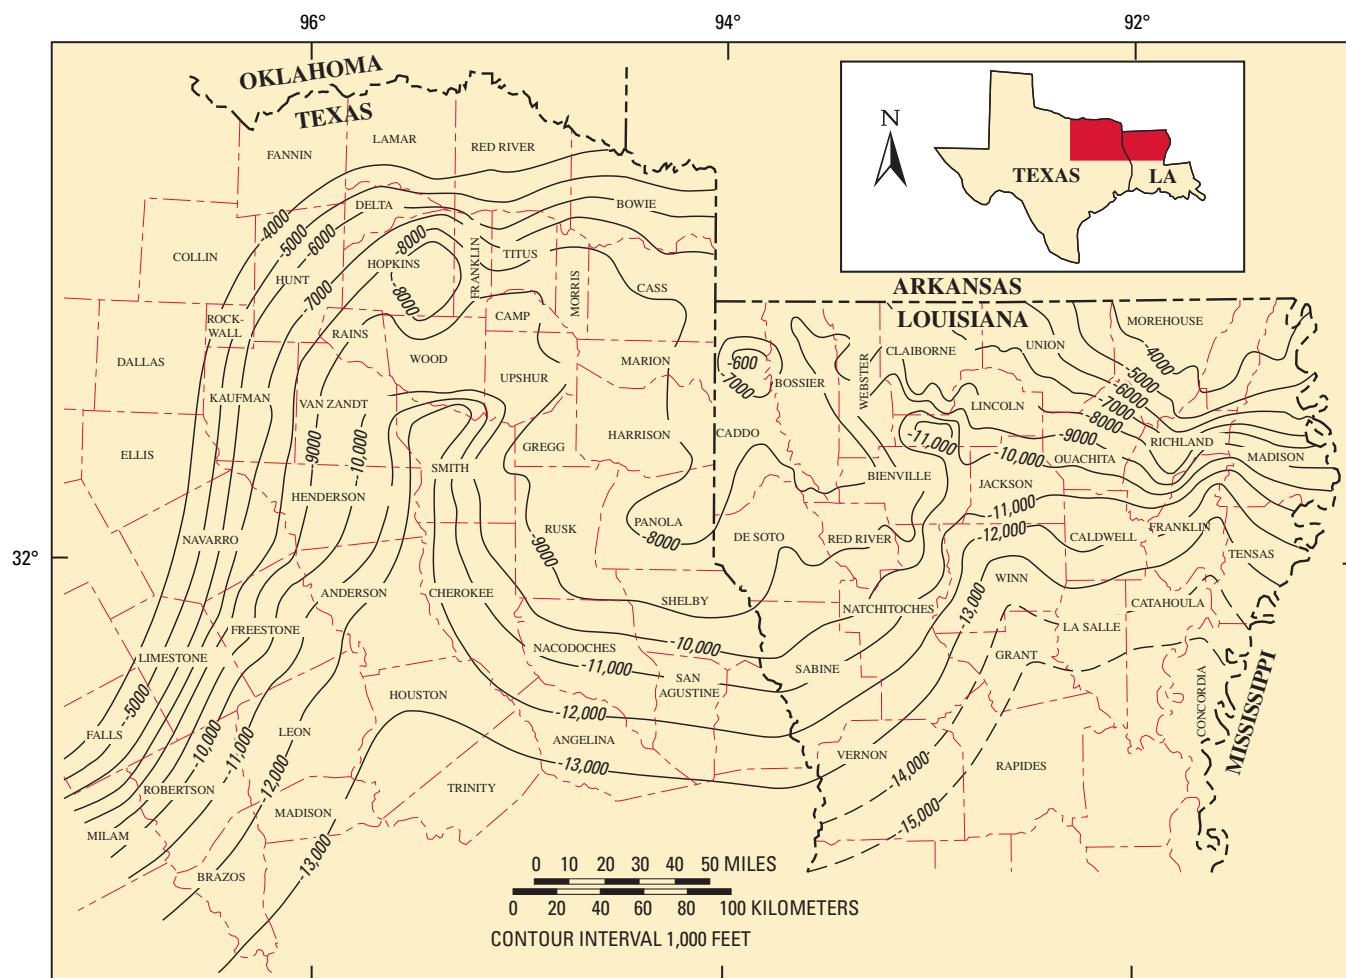 96°
94°
92°
OKLAHOMA
TEXAS
LAMAR
RED RIVER
FANNIN
N
TEXAS
LA
DELTA
BOWIE
-4000
-5000
-6000
-8000
COLLIN
HOPKINS
FRANKLIN
TITUS
HUNT
-7000
-8000
MORRIS
CASS
ARKANSAS
LOUISIANA
ROCK-
WALL
RAINS
CAMP
MOREHOUSE
UNION
CLAIBORNE
-4000
DALLAS
WOOD
MARION
-600
-7000
BOSSIER
WEBSTER
UPSHUR
-5000
-6000
-7000
-8000
KAUFMAN
VAN ZANDT
LINCOLN
ELLIS
9000
-10,000
GREGG
HARRISON
CADDO
-11,000
-9000
RICHLAND
-10,000
OUACHITA
MADISON
SMITH
BIENVILLE
JACKSON
HENDERSON
-11,000
RUSK
PANOLA
-8000
DE SOTO
RED RIVER
-12,000
CALDWELL
FRANKLIN
NAVARRO
-9000
TENSAS
32°
ANDERSON
CHEROKEE
SHELBY
NATCHITOCHES
WINN
-13,000
CATAHOULA
FREESTONE
LA SALLE
LIMESTONE
NACODOCHES
-10,000
-11,000
SAN
AGUSTINE
SABINE
GRANT
CONCORDIA
MISSISSIPPI
HOUSTON
-5000
-12,000
FALLS
LEON
-10,000
-11,000
-12,000
ANGELINA
-13,000
VERNON
RAPIDES
-14,000
-15,000
ROBERTSON
TRINITY
MADISON
MILAM
-13,000
BRAZOS
0 10 20 30 40 50 MILES
0 20 40 60 80 100 KILOMETERS
CONTOUR INTERVAL 1,000 FEET